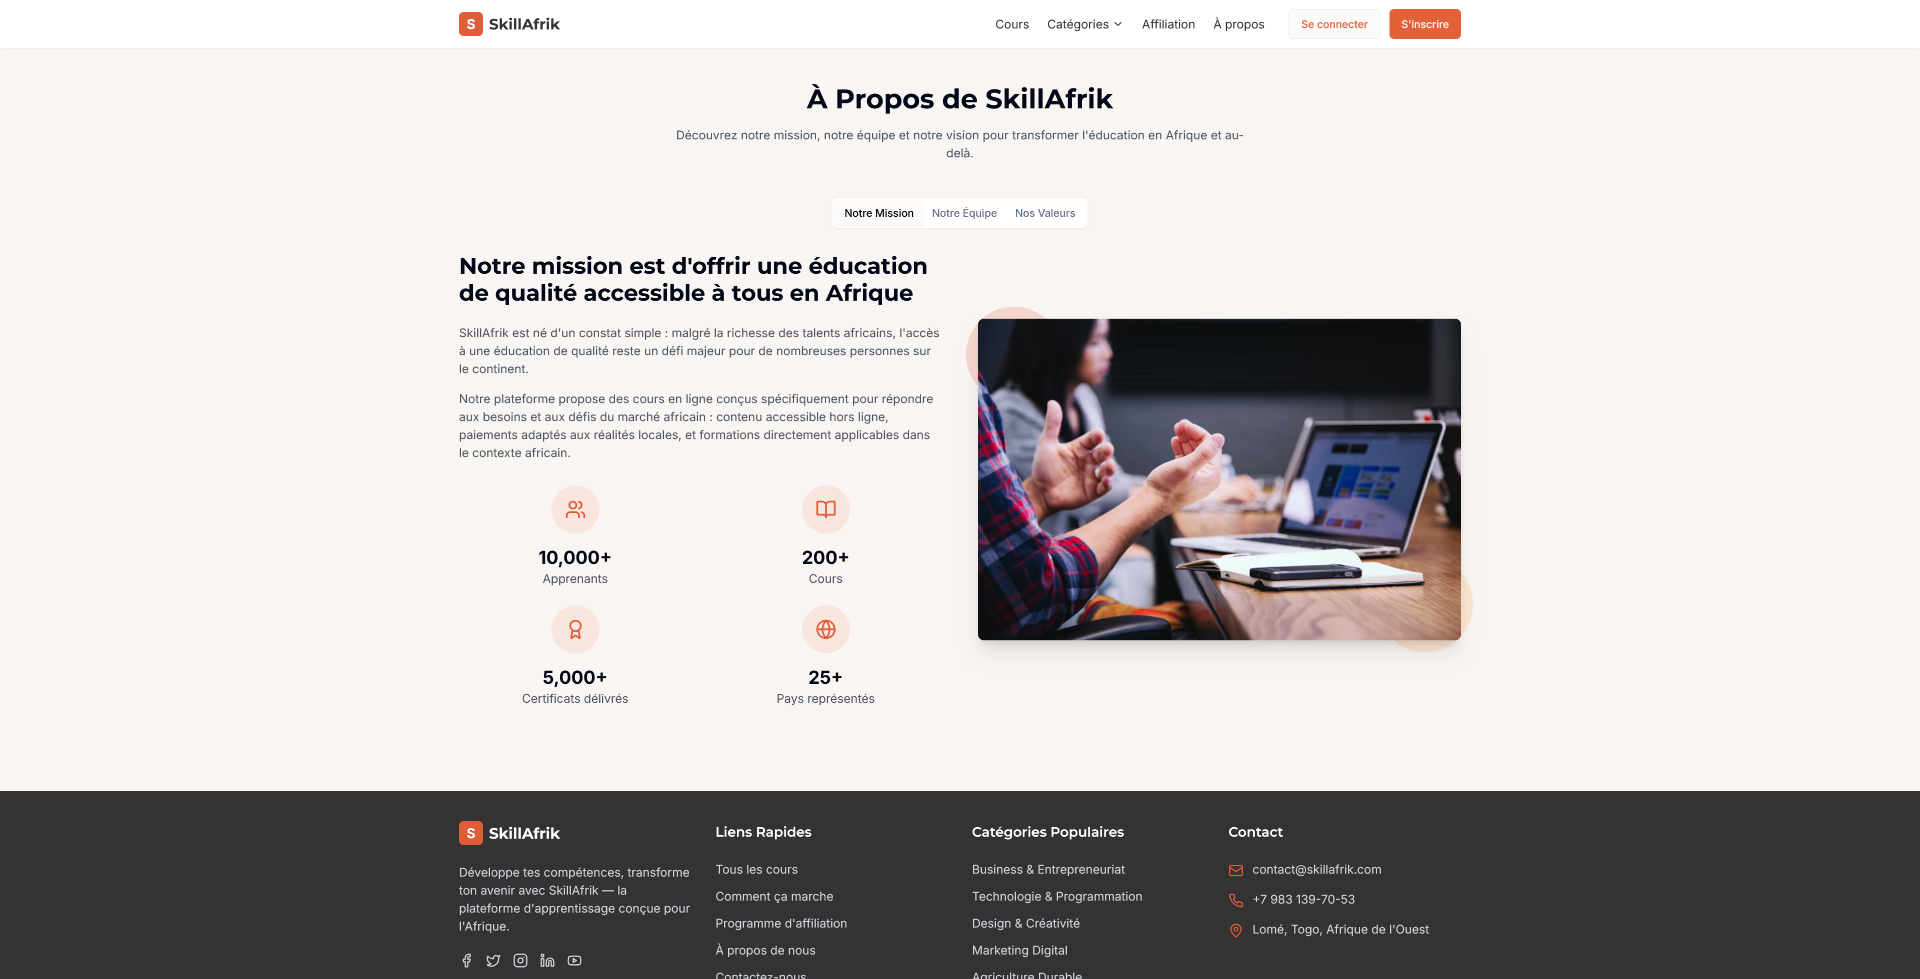 S SkillAfrik
Cours
Catégories
Affiliation
À propos
Se connecter
S'inscrire
À Propos de SkillAfrik
Découvrez notre mission, notre équipe et notre vision pour transformer l'éducation en Afrique et au-
delà.
Notre Mission
Notre Équipe
Nos Valeurs
Notre mission est d'offrir une éducation
de qualité accessible à tous en Afrique
SkillAfrik est né d'un constat simple : malgré la richesse des talents africains, l'accès
à une éducation de qualité reste un défi majeur pour de nombreuses personnes sur
le continent.
Notre plateforme propose des cours en ligne conçus spécifiquement pour répondre
aux besoins et aux défis du marché africain : contenu accessible hors ligne,
paiements adaptés aux réalités locales, et formations directement applicables dans
le contexte africain.
10,000+
Apprenants
200+
Cours
5,000+
Certificats délivrés
25+
Pays représentés
S SkillAfrik
Développe tes compétences, transforme
ton avenir avec SkillAfrik — la
plateforme d'apprentissage conçue pour
l'Afrique.
Liens Rapides
Tous les cours
Comment ça marche
Programme d'affiliation
À propos de nous
Contactez-nous
Catégories Populaires
Business & Entrepreneuriat
Technologie & Programmation
Design & Créativité
Marketing Digital
Agriculture Durable
Contact
contact@skillafrik.com
+7 983 139-70-53
Lomé, Togo, Afrique de l'Ouest